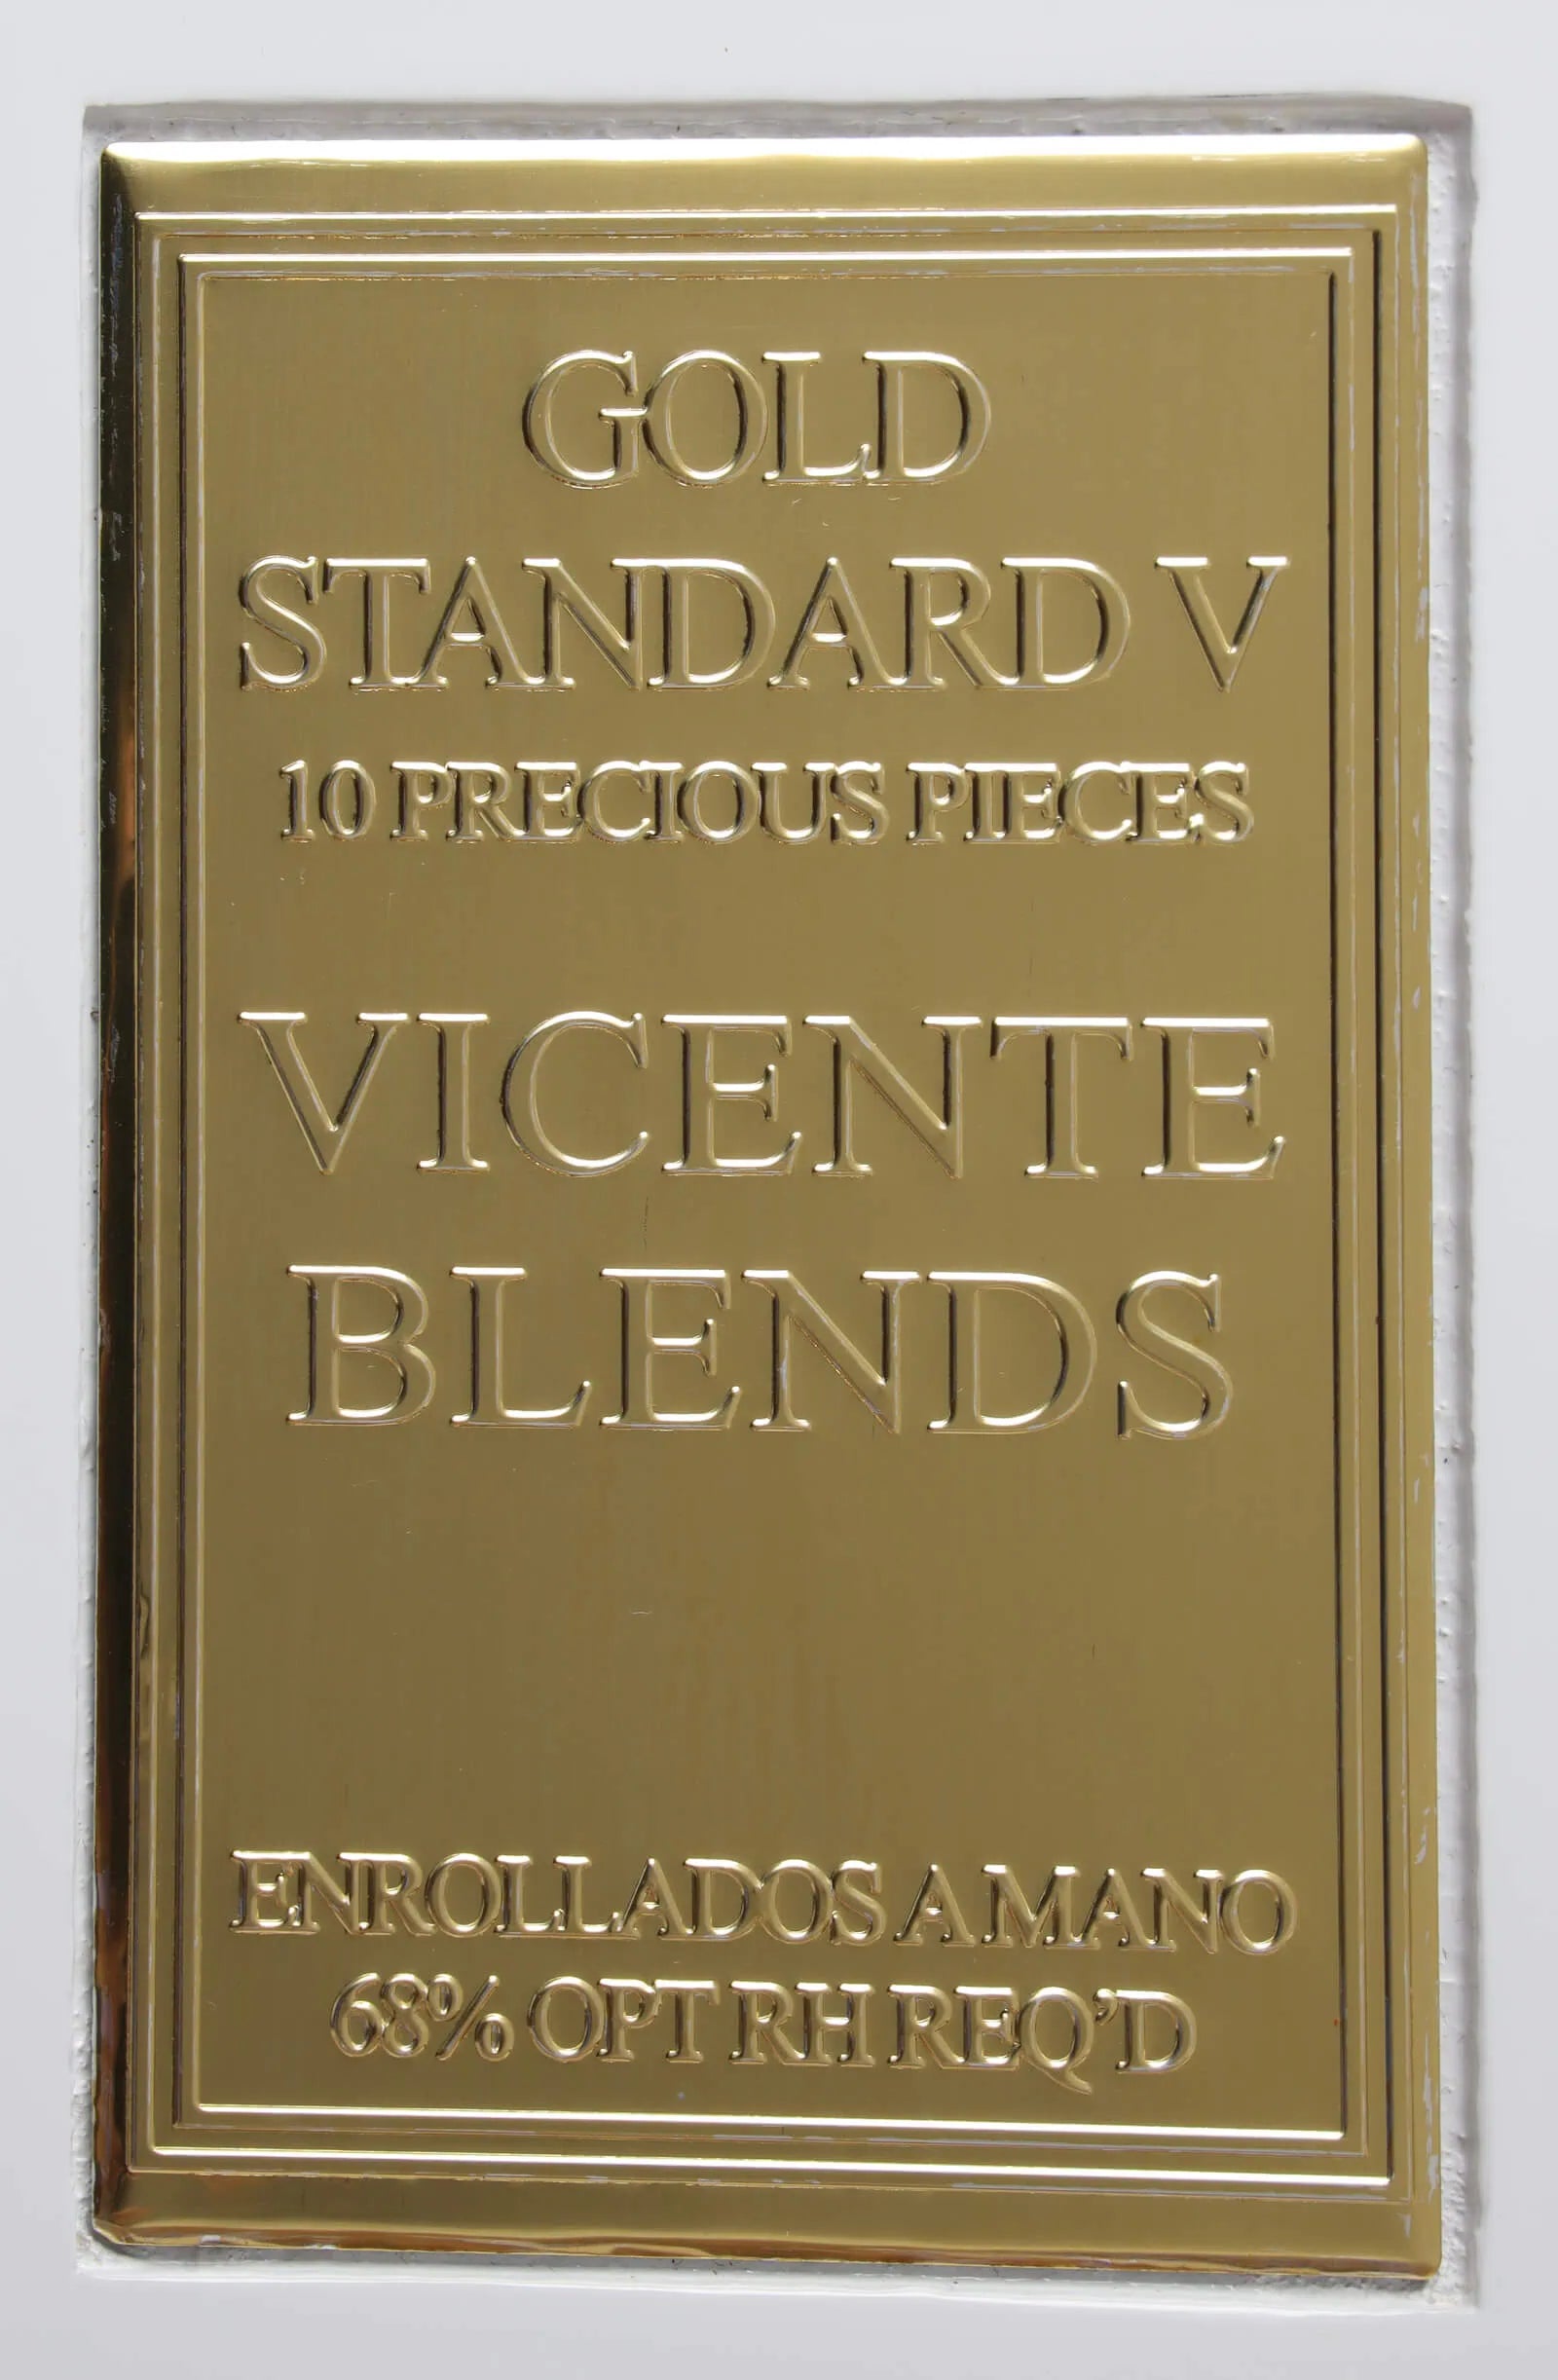 GOLD
STANDARD V
10 PRECIOUS PIECES
VICENTE
BLENDS
ENROLLADOS A MANO
68% OPT RH REQ'D